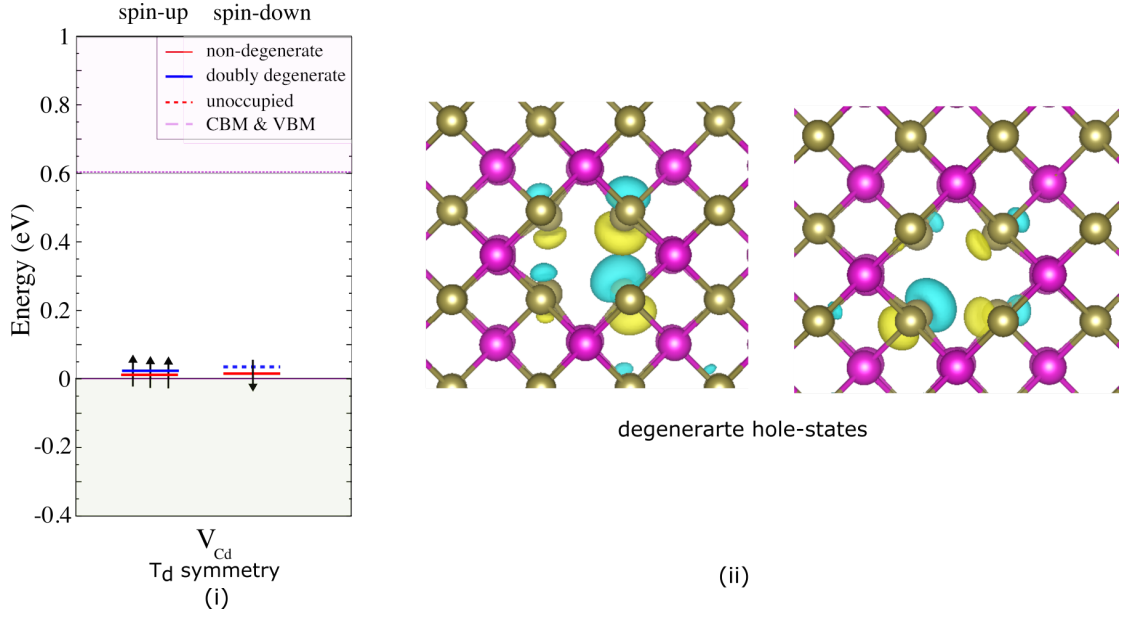 spin-up spin-down
1
non-degenerate
doubly degenerate
unoccupied
CBM & VBM
0.8
0.6
0.4
0.2
0
-0.2
-0.4
Energy (eV)
V_Cd
Td symmetry
(i)
degenerarte hole-states
(ii)